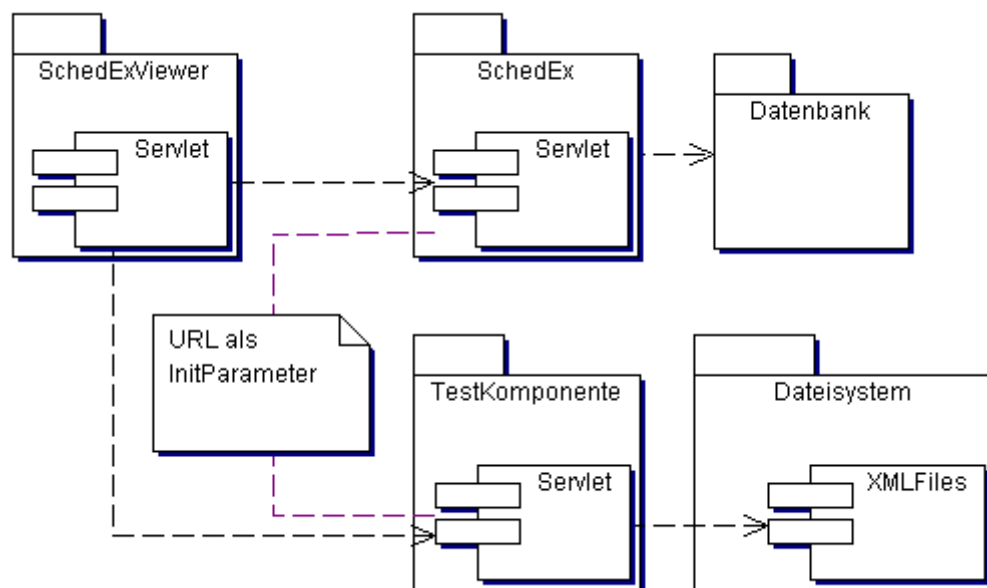 SchedExViewer
Servlet
SchedEx
Servlet
Datenbank
URL als
InitParameter
TestKomponente
Servlet
Dateisystem
XMLFiles